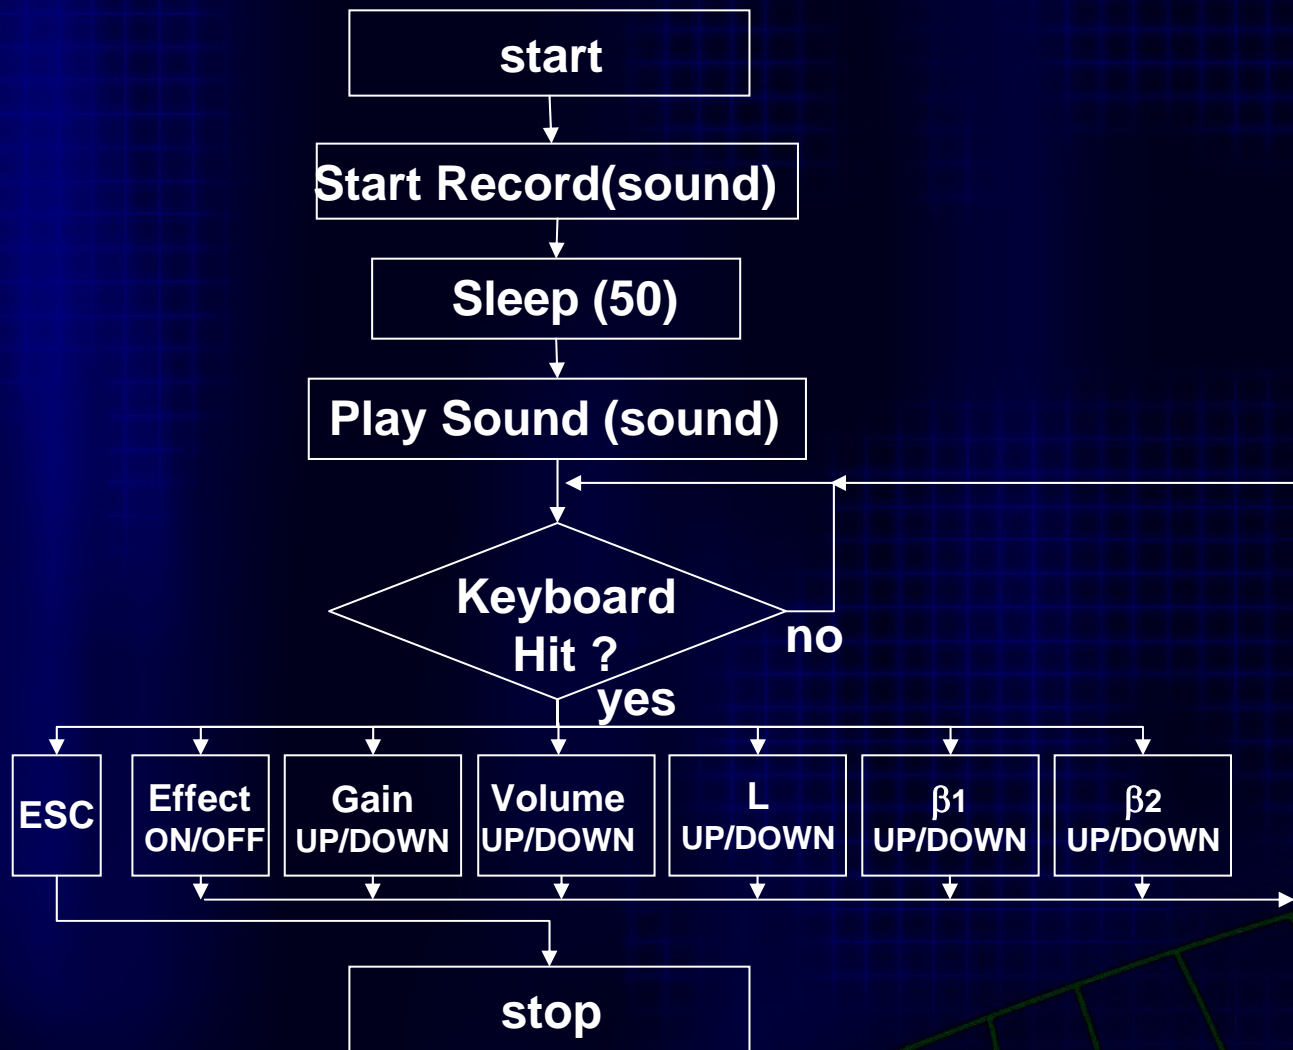 start
Start Record(sound)
Sleep (50)
Play Sound (sound)
Keyboard
Hit ?
no
yes
ESC
Effect
ON/OFF
Gain
UP/DOWN
Volume
UP/DOWN
L
UP/DOWN
β1
UP/DOWN
β2
UP/DOWN
stop